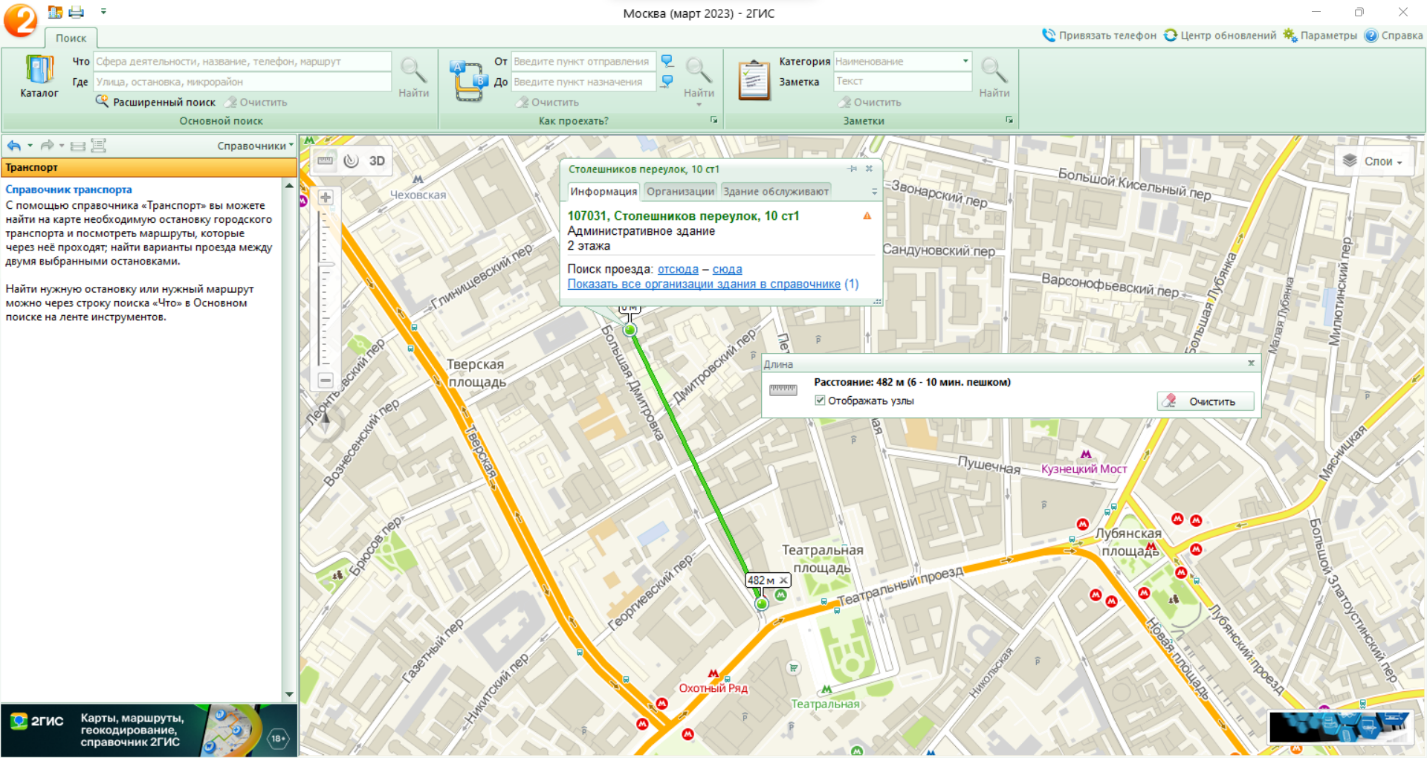 Москва (март 2023) - 2ГИС
Поиск
Привязать телефон
Центр обновлений
Параметры
Справка
Каталог
Что
Сфера деятельности, название, телефон, маршрут
Где
Улица, остановка, микрорайон
Расширенный поиск
Очистить
Найти
Основной поиск
От
Введите пункт отправления
До
Введите пункт назначения
Очистить
Найти
Как проехать?
Категория
Наименование
Заметка
Текст
Очистить
Найти
Заметки
Справочники
Транспорт
Справочник транспорта
С помощью справочника «Транспорт» вы можете
найти на карте необходимую остановку городского
транспорта и посмотреть маршруты, которые
через неё проходят; найти варианты проезда между
двумя выбранными остановками.
Найти нужную остановку или нужный маршрут
можно через строку поиска «Что» в Основном
поиске на ленте инструментов.
2ГИС
Карты, маршруты,
геокодирование,
справочник 2ГИС
18+
3D
Слои
Чеховская
Столешников переулок, 10 ст1
Информация
Организации
Здание обслуживают
107031, Столешников переулок, 10 ст1
Административное здание
2 этажа
Поиск проезда: отсюда – сюда
Показать все организации здания в справочнике (1)
Звонарский пер
Большой Кисельный пер
Сандуновский пер
Варсонофьевский пер
Большая Лубянка
Малая Лубянка
Милютинский пер
Глинищевский пер
Тверская
площадь
Большая Дмитровка
Дмитровский пер
Длина
Расстояние: 482 м (6 - 10 мин. пешком)
Отображать узлы
Очистить
Леонтьевский пер
Вознесенский пер
Тверская
Пушечная
Кузнецкий Мост
Мясницкая
Брюсов пер
Театральная
площадь
Лубянская
площадь
482 м
Театральный проезд
Георгиевский пер
Газетный пер
Никитский пер
Охотный Ряд
Театральная
Никольская
Новая площадь
Лубянский проезд
Большой Златоустинский пер